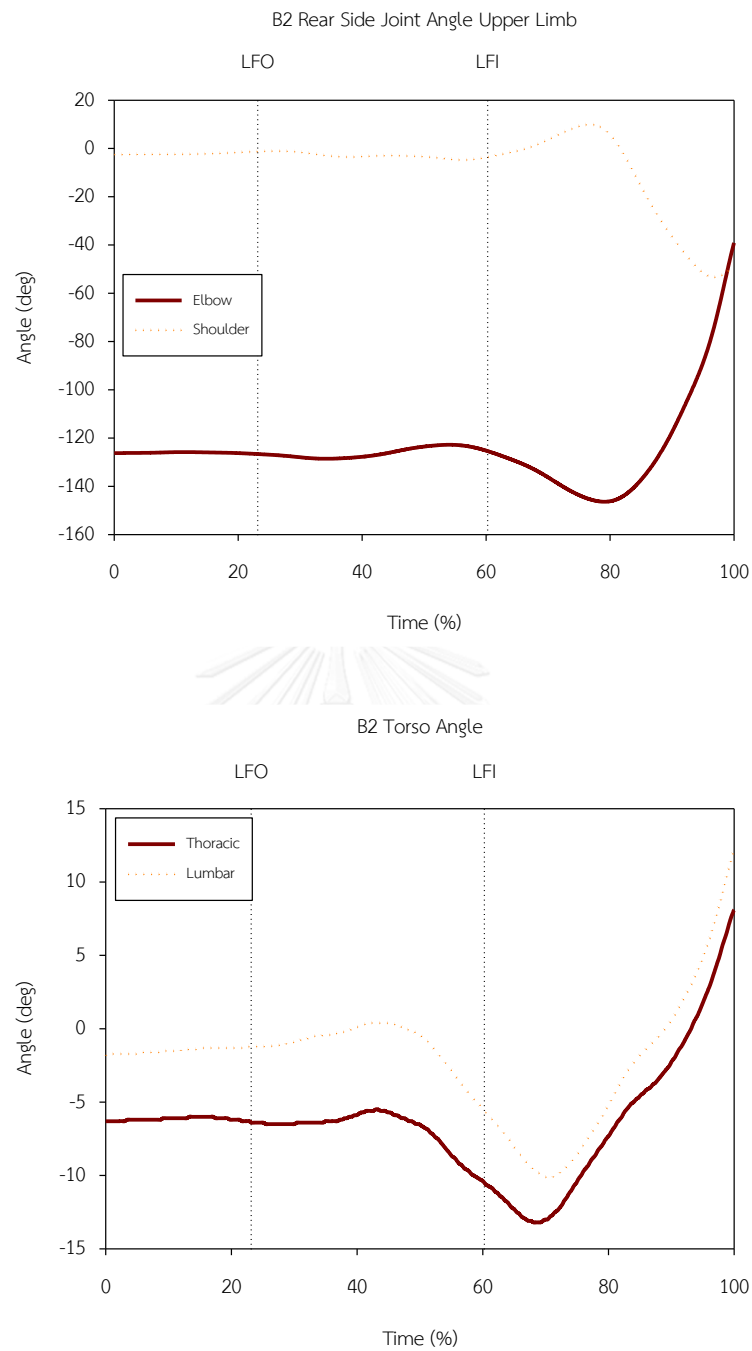 B2 Rear Side Joint Angle Upper Limb
LFO LFI
20
0
-20
-40
-60
-80
-100
-120
-140
-160
Angle (deg)
Elbow
Shoulder
0 20 40 60 80 100
Time (%)
B2 Torso Angle
LFO LFI
15
10
5
0
-5
-10
-15
Angle (deg)
Thoracic
Lumbar
0 20 40 60 80 100
Time (%)